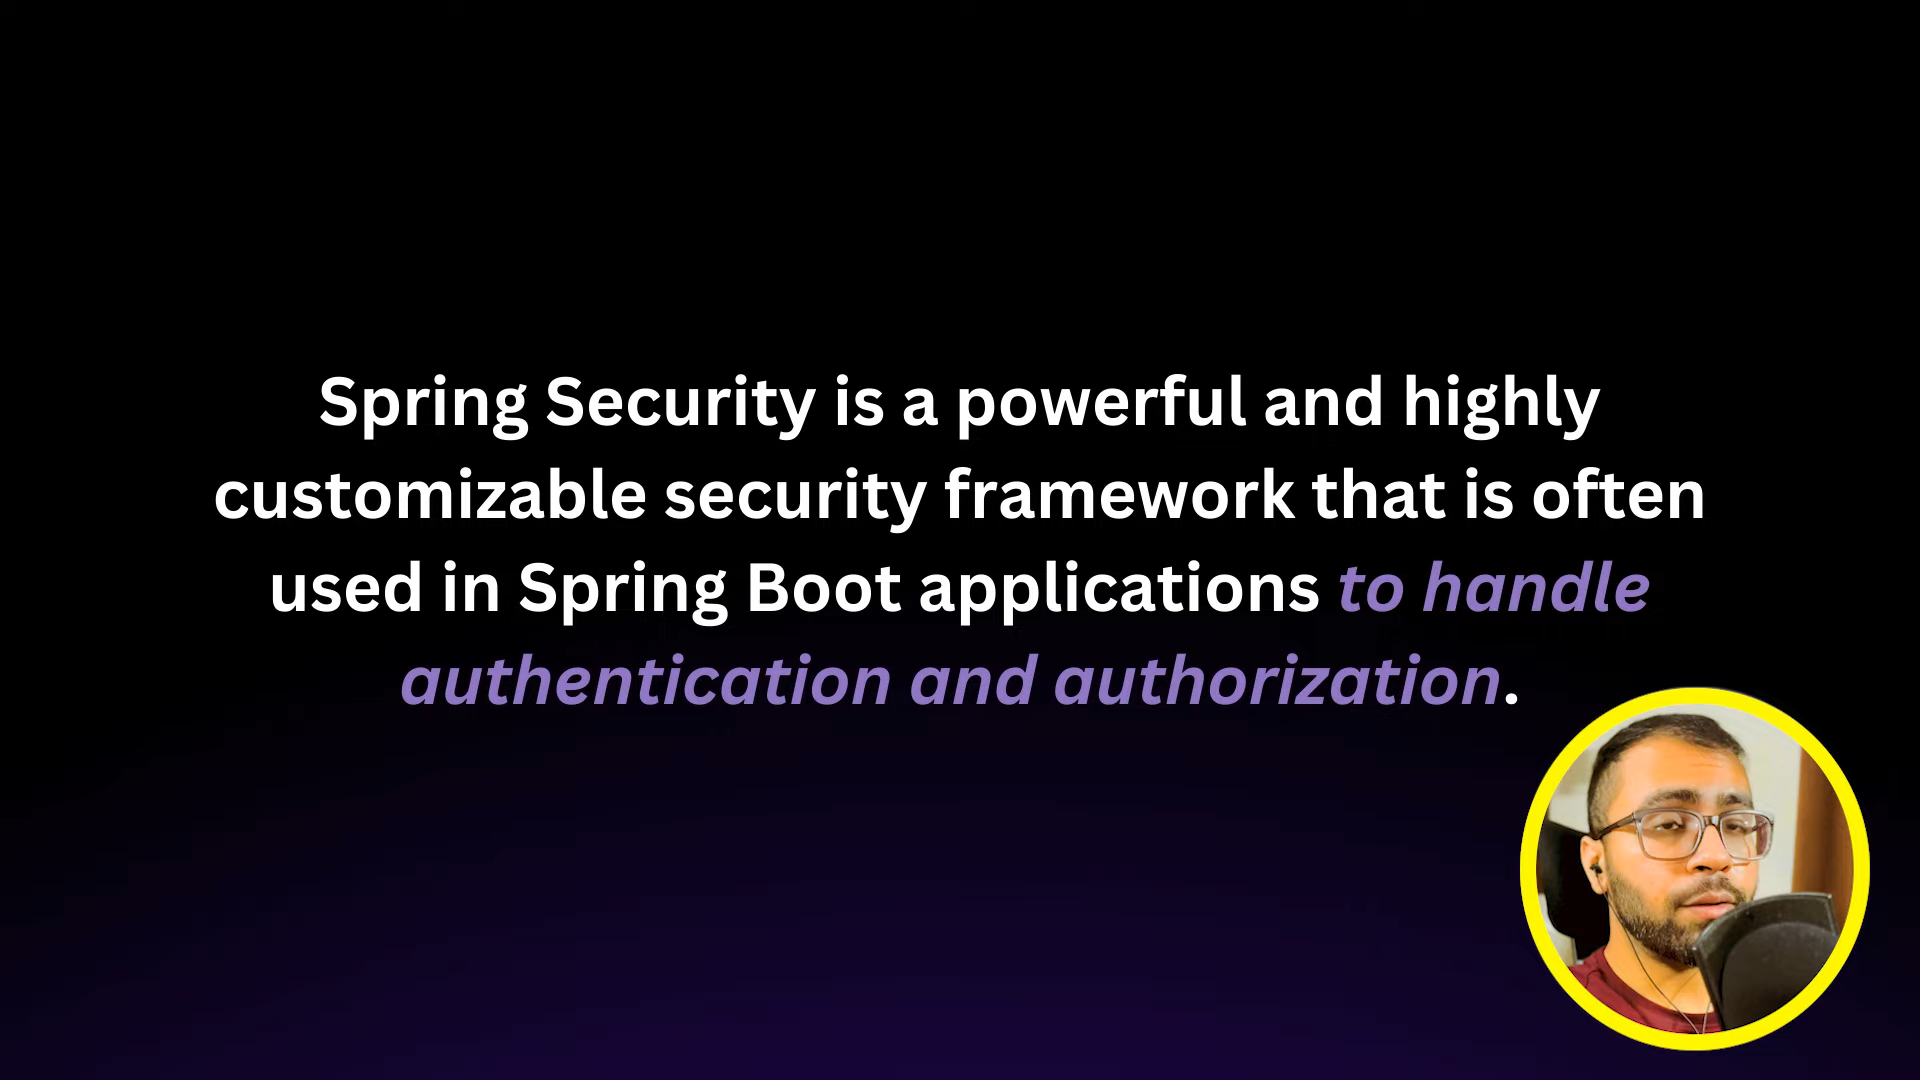 Spring Security is a powerful and highly
customizable security framework that is often
used in Spring Boot applications to handle
authentication and authorization.